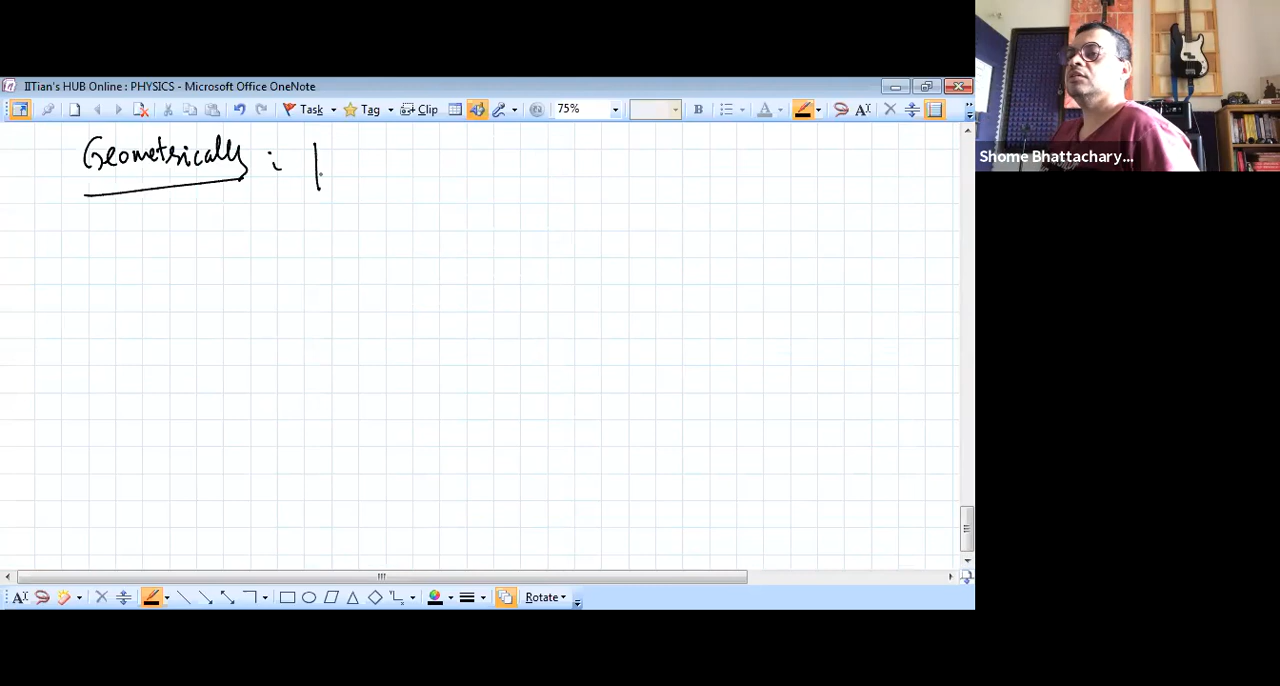 IITian's HUB Online : PHYSICS - Microsoft Office OneNote
Task Tag Clip 75% B
Geometrically : |
Shome Bhattachary...
Rotate